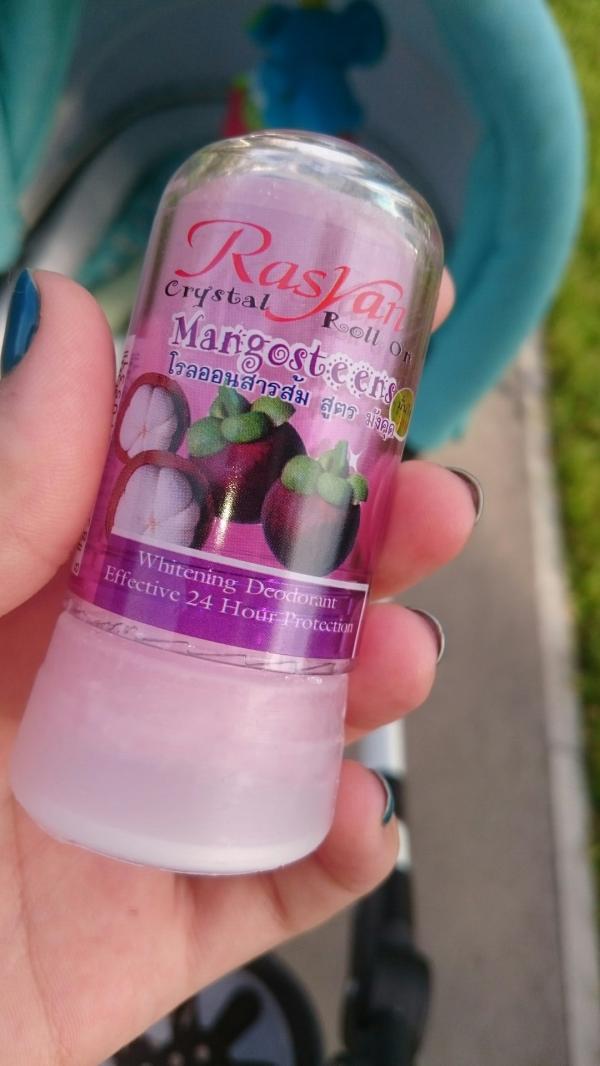 Rasyan
Crystal Roll On
Mangosteens
โรลออนสารส้ม สูตร มังคุด
Whitening Deodorant
Effective 24 Hour Protection